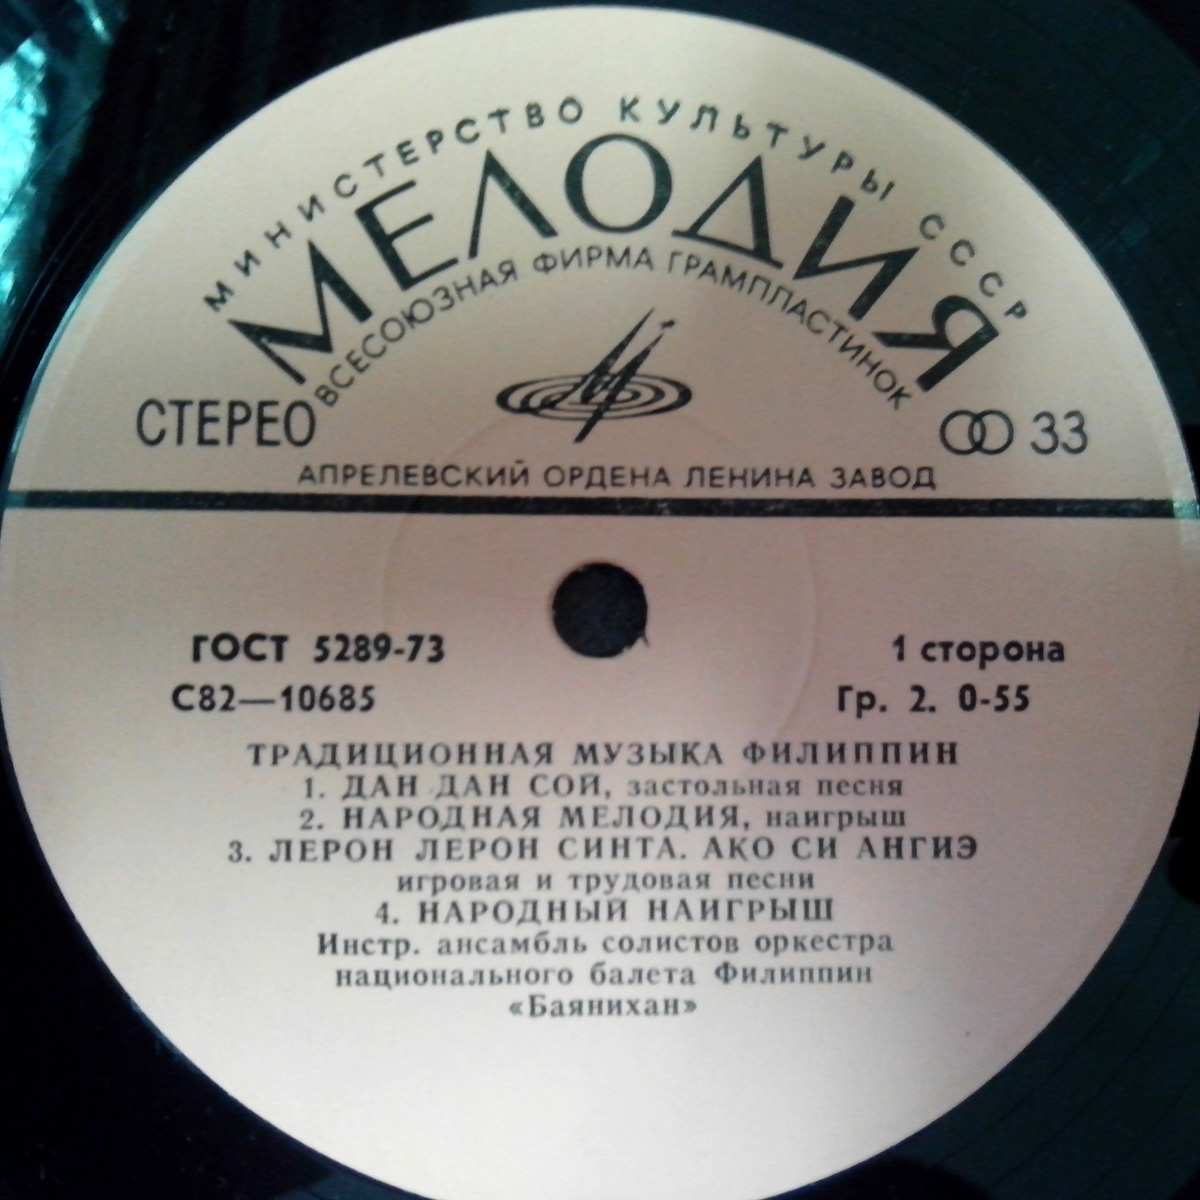 МИНИСТЕРСТВО КУЛЬТУРЫ СССР
МЕЛОДИЯ
ВСЕСОЮЗНАЯ ФИРМА ГРАМПЛАСТИНОК
СТЕРЕО
33
АПРЕЛЕВСКИЙ ОРДЕНА ЛЕНИНА ЗАВОД
ГОСТ 5289-73
1 сторона
С82—10685
Гр. 2. 0-55
ТРАДИЦИОННАЯ МУЗЫКА ФИЛИППИН
1. ДАН ДАН СОЙ, застольная песня
2. НАРОДНАЯ МЕЛОДИЯ, наигрыш
3. ЛЕРОН ЛЕРОН СИНТА. АКО СИ АНГИЭ
игровая и трудовая песни
4. НАРОДНЫЙ НАИГРЫШ
Инстр. ансамбль солистов оркестра
национального балета Филиппин
«Баянихан»